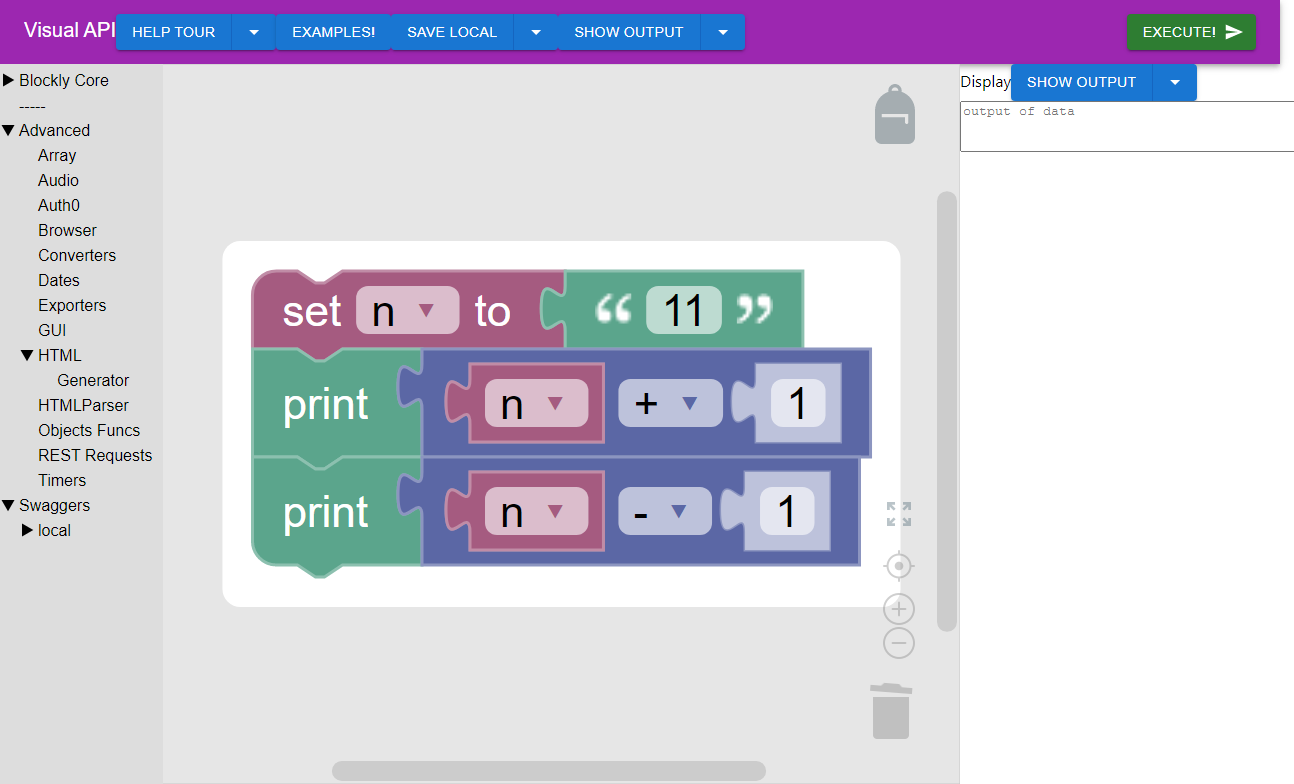 Visual API HELP TOUR EXAMPLES! SAVE LOCAL SHOW OUTPUT EXECUTE!
Blockly Core
-----
Advanced
Array
Audio
Auth0
Browser
Converters
Dates
Exporters
GUI
HTML
Generator
HTMLParser
Objects Funcs
REST Requests
Timers
Swaggers
local
set n to “ 11 ”
print n + 1
print n - 1
Display SHOW OUTPUT
output of data